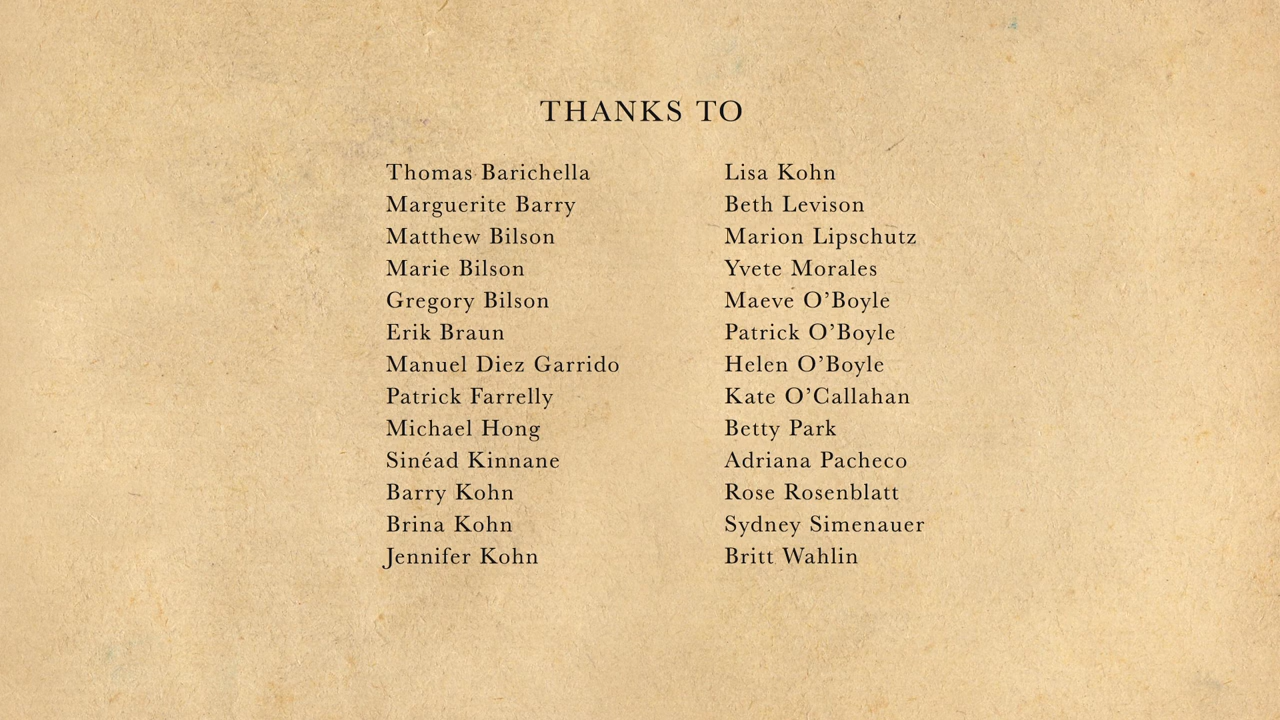 THANKS TO
Thomas Barichella
Marguerite Barry
Matthew Bilson
Marie Bilson
Gregory Bilson
Erik Braun
Manuel Diez Garrido
Patrick Farrelly
Michael Hong
Sinéad Kinnane
Barry Kohn
Brina Kohn
Jennifer Kohn
Lisa Kohn
Beth Levison
Marion Lipschutz
Yvete Morales
Maeve O’Boyle
Patrick O’Boyle
Helen O’Boyle
Kate O’Callahan
Betty Park
Adriana Pacheco
Rose Rosenblatt
Sydney Simenauer
Britt Wahlin